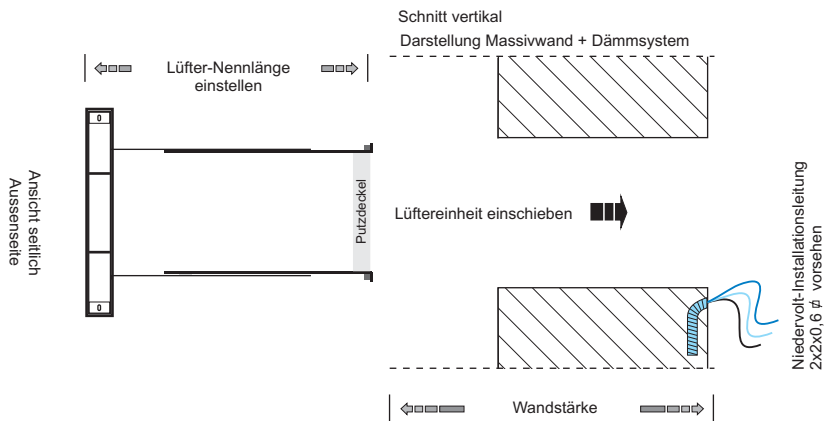 Schnitt vertikal
Darstellung Massivwand + Dämmsystem
Lüfter-Nennlänge
einstellen
0
Ansicht seitlich
Aussenseite
Putzdeckel
Lüftereinheit einschieben
0
Niedervolt-Installationsleitung
2x2x0,6 ∅ vorsehen
Wandstärke